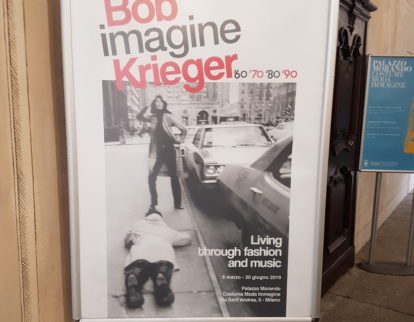 Bob
imagine
Krieger '60 '70 '80 '90
Living
through fashion
and music
8 marzo - 30 giugno 2019
Palazzo Morando
Costume Moda Immagine
Via Sant'Andrea, 6 - Milano
PALAZZO
MORANDO
COSTUME
MODA
IMMAGINE